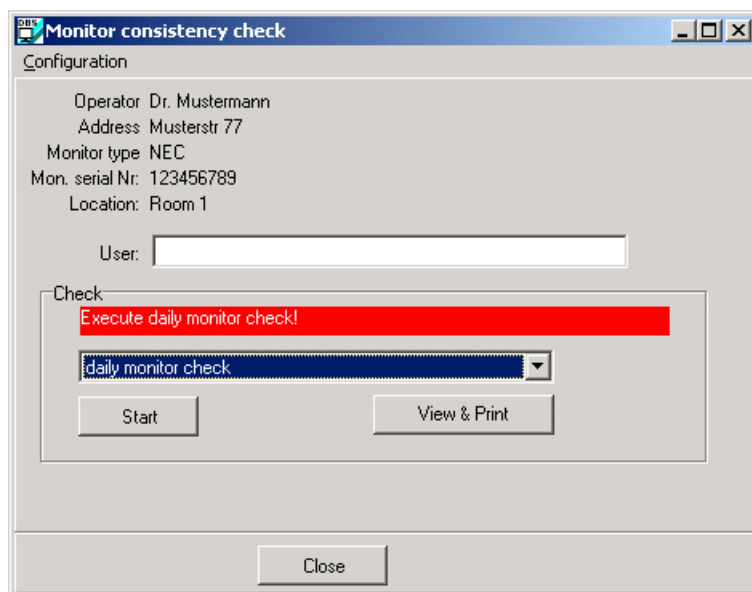 DBS
Monitor consistency check
Configuration
Operator Dr. Mustermann
Address Musterstr 77
Monitor type NEC
Mon. serial Nr: 123456789
Location: Room 1
User:
Check
Execute daily monitor check!
daily monitor check
Start View & Print
Close